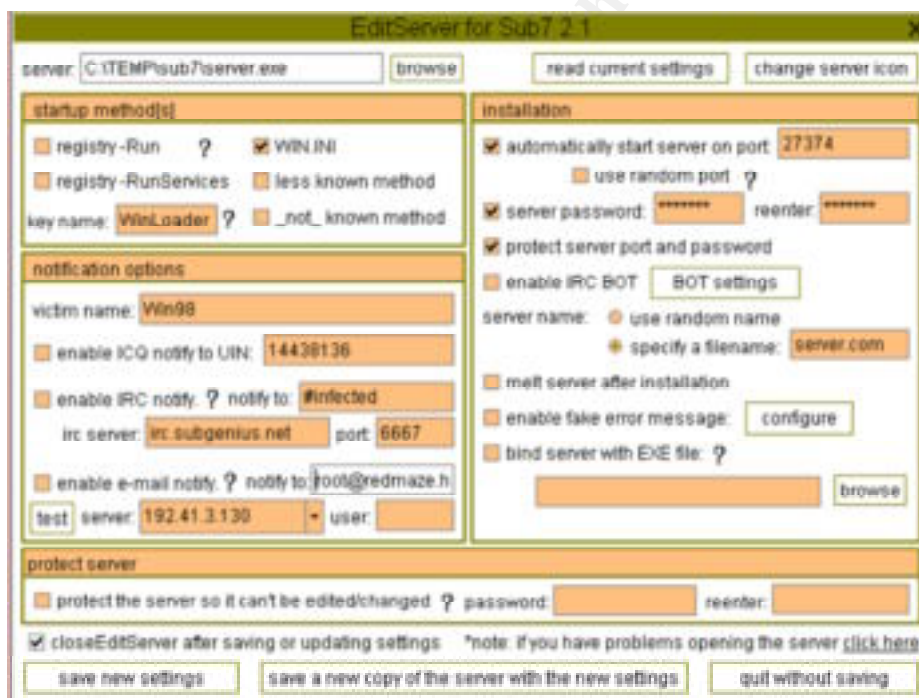 EditServer for Sub7 2.1
server: C:\TEMP\sub7\server.exe browse read current settings change server icon
startup method[s]
registry-Run ? WIN.INI
registry-RunServices less known method
key name: WinLoader ? _not_ known method
notification options
victim name: Win98
enable ICQ notify to UIN: 14438136
enable IRC notify. ? notify to: #infected
irc server: irc.subgenius.net port: 6667
enable e-mail notify. ? notify to: root@redmaze.h
test server: 192.41.3.130 user:
installation
automatically start server on port: 27374
use random port ?
server password: ******* reenter: *******
protect server port and password
enable IRC BOT BOT settings
server name: use random name
specify a filename: server.com
melt server after installation
enable fake error message: configure
bind server with EXE file: ?
browse
protect server
protect the server so it can't be edited/changed ? password: reenter:
closeEditServer after saving or updating settings *note: if you have problems opening the server click here
save new settings save a new copy of the server with the new settings quit without saving